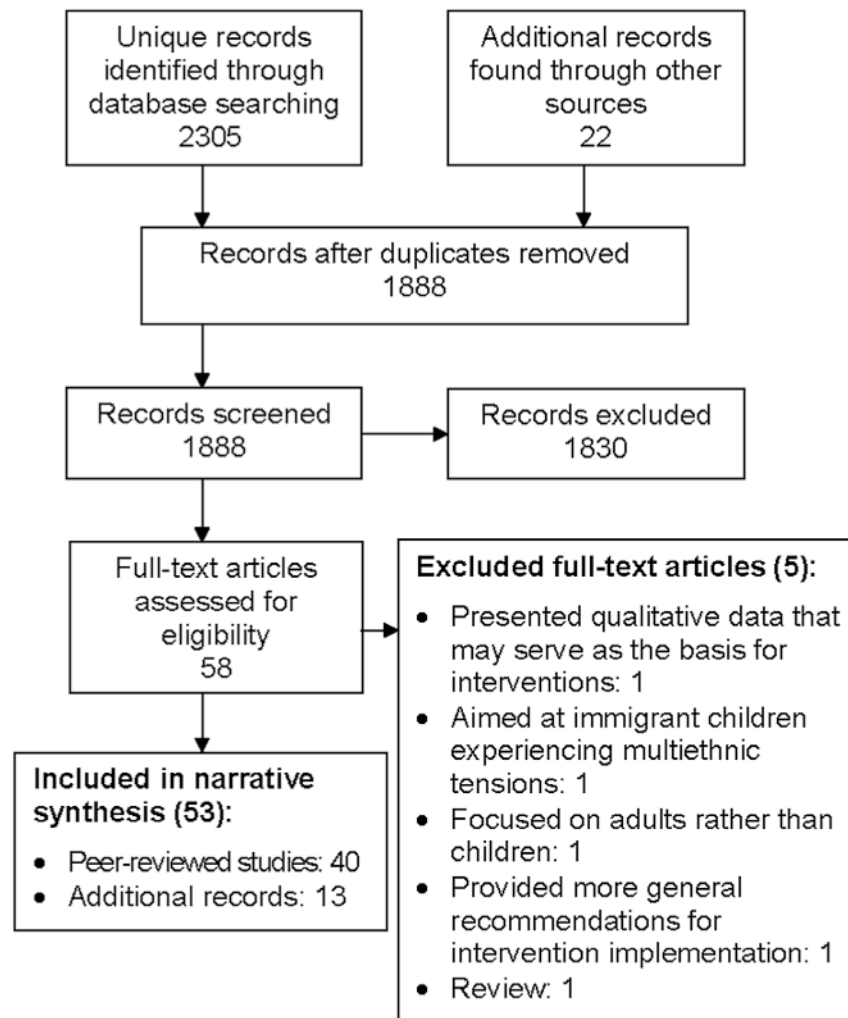 Unique records
identified through
database searching
2305
Additional records
found through other
sources
22
Records after duplicates removed
1888
Records screened
1888
Records excluded
1830
Full-text articles
assessed for
eligibility
58
Excluded full-text articles (5):
• Presented qualitative data that
may serve as the basis for
interventions: 1
• Aimed at immigrant children
experiencing multiethnic
tensions: 1
• Focused on adults rather than
children: 1
• Provided more general
recommendations for
intervention implementation: 1
• Review: 1
Included in narrative
synthesis (53):
• Peer-reviewed studies: 40
• Additional records: 13